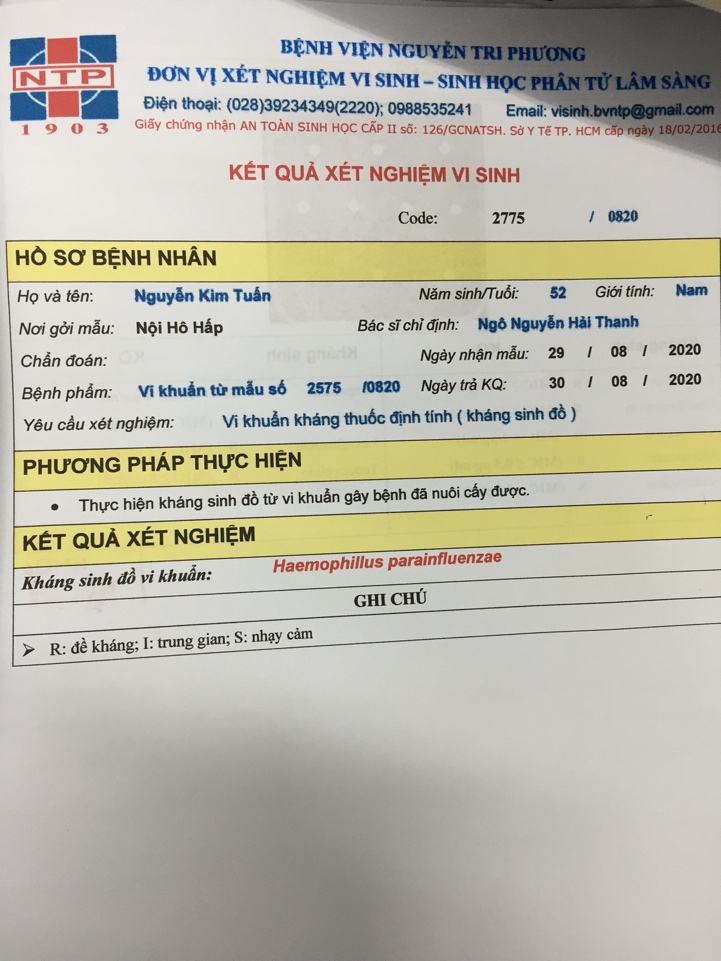 BỆNH VIỆN NGUYỄN TRI PHƯƠNG
NTP
1903
ĐƠN VỊ XÉT NGHIỆM VI SINH – SINH HỌC PHÂN TỬ LÂM SÀNG
Điện thoại: (028)39234349(2220); 0988535241 Email: visinh.bvntp@gmail.com
Giấy chứng nhận AN TOÀN SINH HỌC CẤP II số: 126/GCNATSH. Sở Y Tế TP. HCM cấp ngày 18/02/2016
KẾT QUẢ XÉT NGHIỆM VI SINH
Code: 2775 / 0820
HỒ SƠ BỆNH NHÂN
Họ và tên: Nguyễn Kim Tuấn Năm sinh/Tuổi: 52 Giới tính: Nam
Nơi gởi mẫu: Nội Hô Hấp Bác sĩ chỉ định: Ngô Nguyễn Hải Thanh
Chẩn đoán: Ngày nhận mẫu: 29 / 08 / 2020
Bệnh phẩm: Vi khuẩn từ mẫu số 2575 /0820 Ngày trả KQ: 30 / 08 / 2020
Yêu cầu xét nghiệm: Vi khuẩn kháng thuốc định tính ( kháng sinh đồ )
PHƯƠNG PHÁP THỰC HIỆN
• Thực hiện kháng sinh đồ từ vi khuẩn gây bệnh đã nuôi cấy được.
KẾT QUẢ XÉT NGHIỆM
Kháng sinh đồ vi khuẩn: Haemophillus parainfluenzae
GHI CHÚ
➢ R: đề kháng; I: trung gian; S: nhạy cảm